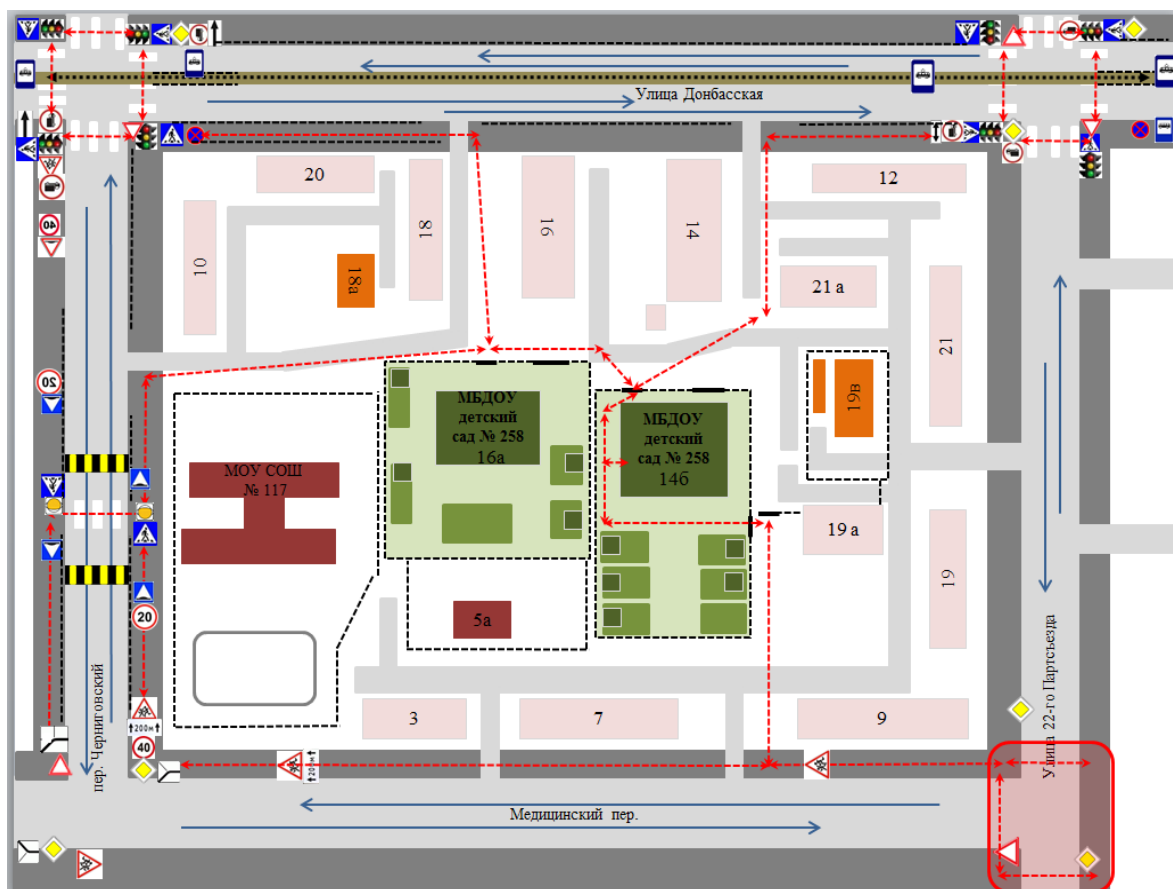 Улица Донбасская
40
20
18
18а
16
14
12
10
21 а
21
20
МБДОУ
детский
сад № 258
16а
МБДОУ
детский
сад № 258
14б
19в
МОУ СОШ
№ 117
19 а
19
20
5а
3
7
9
200м
40
200м
пер. Черниговский
Улица 22-го Партсъезда
Медицинский пер.